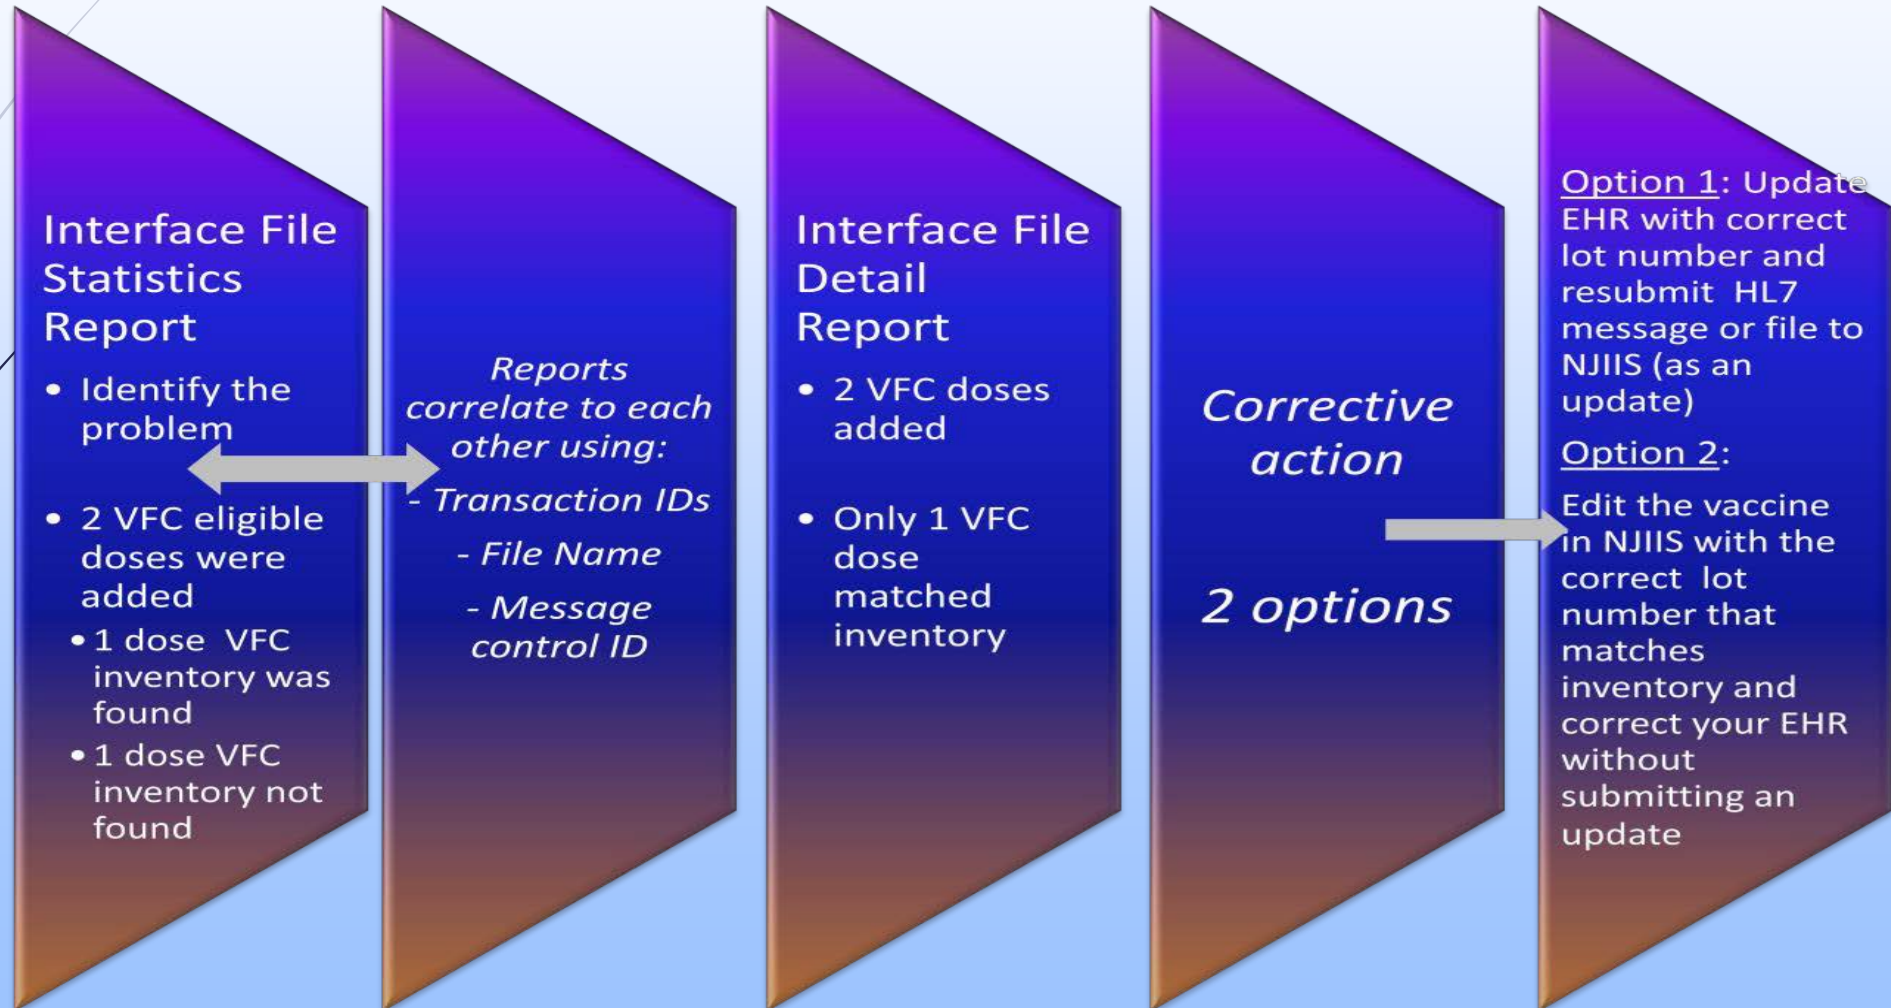 Interface File
Statistics
Report
• Identify the
problem
• 2 VFC eligible
doses were
added
• 1 dose  VFC
inventory was
found
• 1 dose VFC
inventory not
found
Reports
correlate to each
other using:
- Transaction IDs
- File Name
- Message
control ID
Interface File
Detail
Report
• 2 VFC doses
added
• Only 1 VFC
dose
matched
inventory
Corrective
action
2 options
Option 1: Update
EHR with correct
lot number and
resubmit  HL7
message or file to
NJIIS (as an
update)
Option 2:
Edit the vaccine
in NJIIS with the
correct  lot
number that
matches
inventory and
correct your EHR
without
submitting an
update